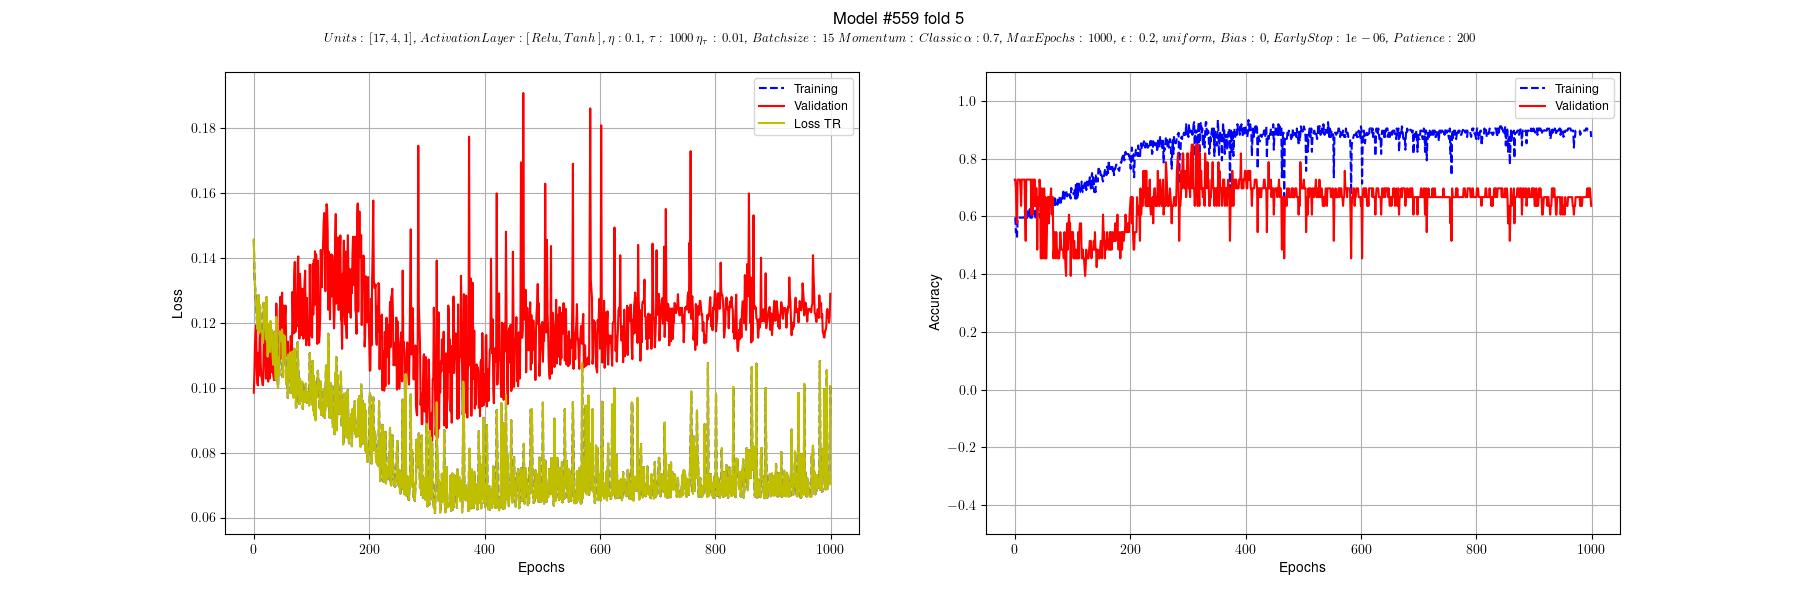 Model #559 fold 5
Units : [17, 4, 1], ActivationLayer : [Relu, Tanh], η : 0.1, τ : 1000 η_τ : 0.01, Batchsize : 15 Momentum : Classic α : 0.7, MaxEpochs : 1000, ϵ : 0.2, uniform, Bias : 0, EarlyStop : 1e − 06, Patience : 200
Training
Validation
Loss TR
0.18
0.16
0.14
0.12
0.10
0.08
0.06
Loss
0 200 400 600 800 1000
Epochs
Training
Validation
1.0
0.8
0.6
0.4
0.2
0.0
−0.2
−0.4
Accuracy
0 200 400 600 800 1000
Epochs